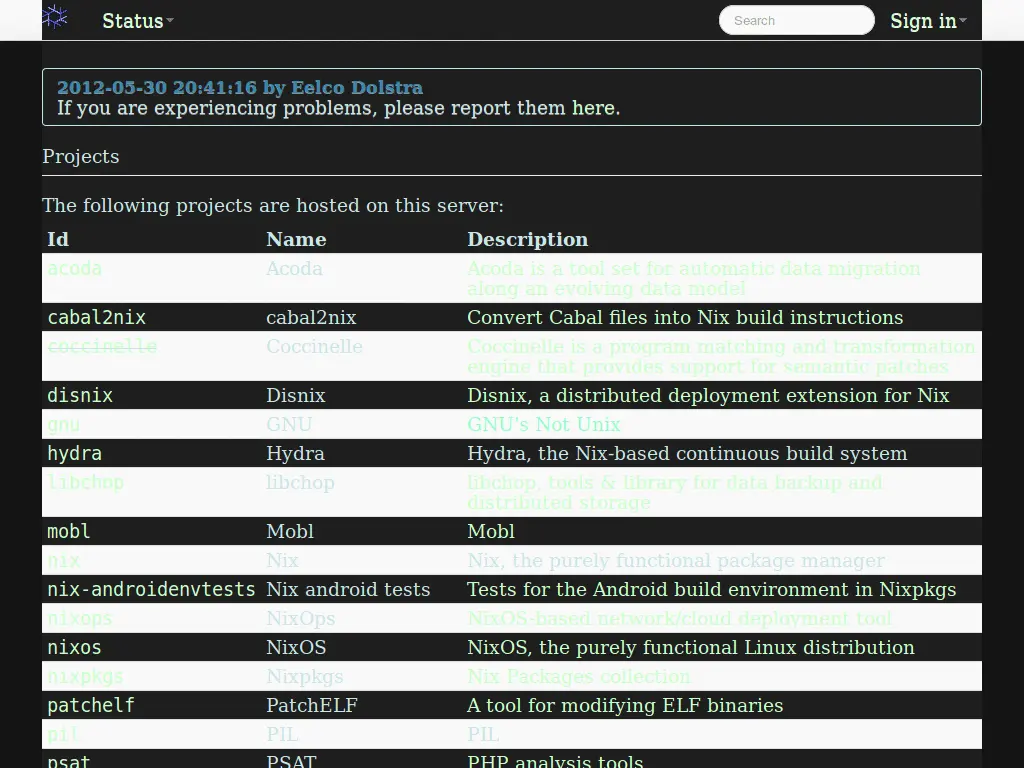 Status Search Sign in
2012-05-30 20:41:16 by Eelco Dolstra
If you are experiencing problems, please report them here.
Projects
The following projects are hosted on this server:
Id Name Description
acoda Acoda Acoda is a tool set for automatic data migration
along an evolving data model
cabal2nix cabal2nix Convert Cabal files into Nix build instructions
coccinelle Coccinelle Coccinelle is a program matching and transformation
engine that provides support for semantic patches
disnix Disnix Disnix, a distributed deployment extension for Nix
gnu GNU GNU's Not Unix
hydra Hydra Hydra, the Nix-based continuous build system
libchop libchop libchop, tools & library for data backup and
distributed storage
mobl Mobl Mobl
nix Nix Nix, the purely functional package manager
nix-androidenvtests Nix android tests Tests for the Android build environment in Nixpkgs
nixops NixOps NixOS-based network/cloud deployment tool
nixos NixOS NixOS, the purely functional Linux distribution
nixpkgs Nixpkgs Nix Packages collection
patchelf PatchELF A tool for modifying ELF binaries
pil PIL PIL
psat PSAT PHP analysis tools